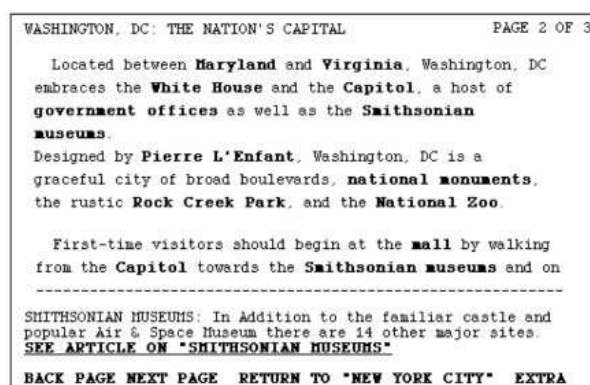 WASHINGTON, DC: THE NATION'S CAPITAL PAGE 2 OF 3
Located between Maryland and Virginia, Washington, DC
embraces the White House and the Capitol, a host of
government offices as well as the Smithsonian
museums.
Designed by Pierre L'Enfant, Washington, DC is a
graceful city of broad boulevards, national monuments,
the rustic Rock Creek Park, and the National Zoo.
First-time visitors should begin at the mall by walking
from the Capitol towards the Smithsonian museums and on
SMITHSONIAN MUSEUMS: In Addition to the familiar castle and
popular Air & Space Museum there are 14 other major sites.
SEE ARTICLE ON "SMITHSONIAN MUSEUMS"
BACK PAGE NEXT PAGE RETURN TO "NEW YORK CITY" EXTRA